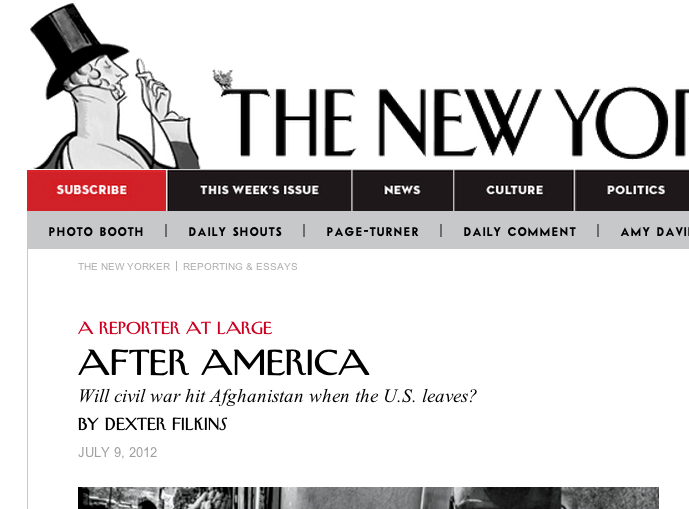 THE NEW YOR
SUBSCRIBE THIS WEEK'S ISSUE NEWS CULTURE POLITICS
PHOTO BOOTH | DAILY SHOUTS | PAGE-TURNER | DAILY COMMENT | AMY DAVI
THE NEW YORKER | REPORTING & ESSAYS
A REPORTER AT LARGE
AFTER AMERICA
Will civil war hit Afghanistan when the U.S. leaves?
BY DEXTER FILKINS
JULY 9, 2012